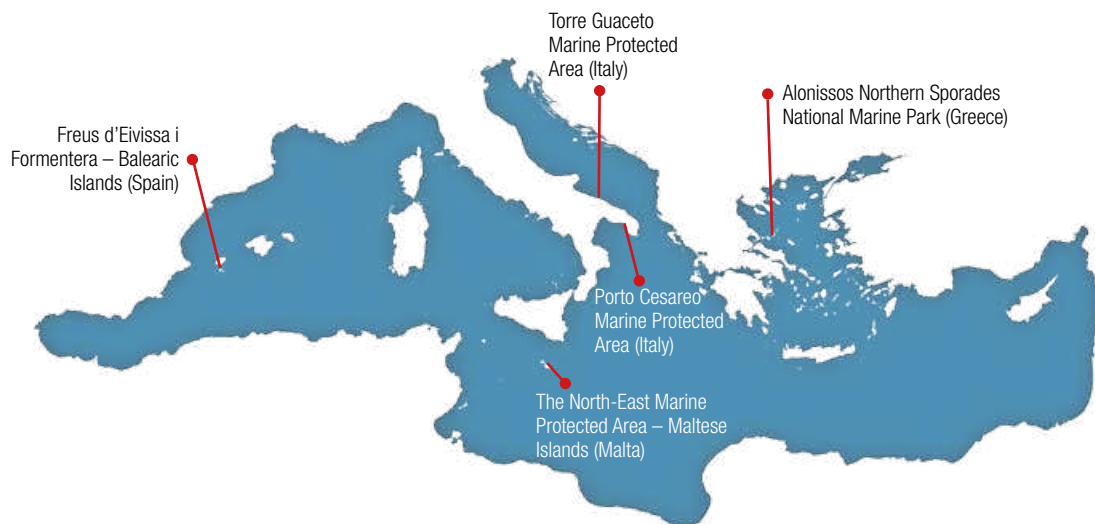 Torre Guaceto
Marine Protected
Area (Italy)
Alonissos Northern Sporades
National Marine Park (Greece)
Freus d’Eivissa i
Formentera – Balearic
Islands (Spain)
Porto Cesareo
Marine Protected
Area (Italy)
The North-East Marine
Protected Area – Maltese
Islands (Malta)